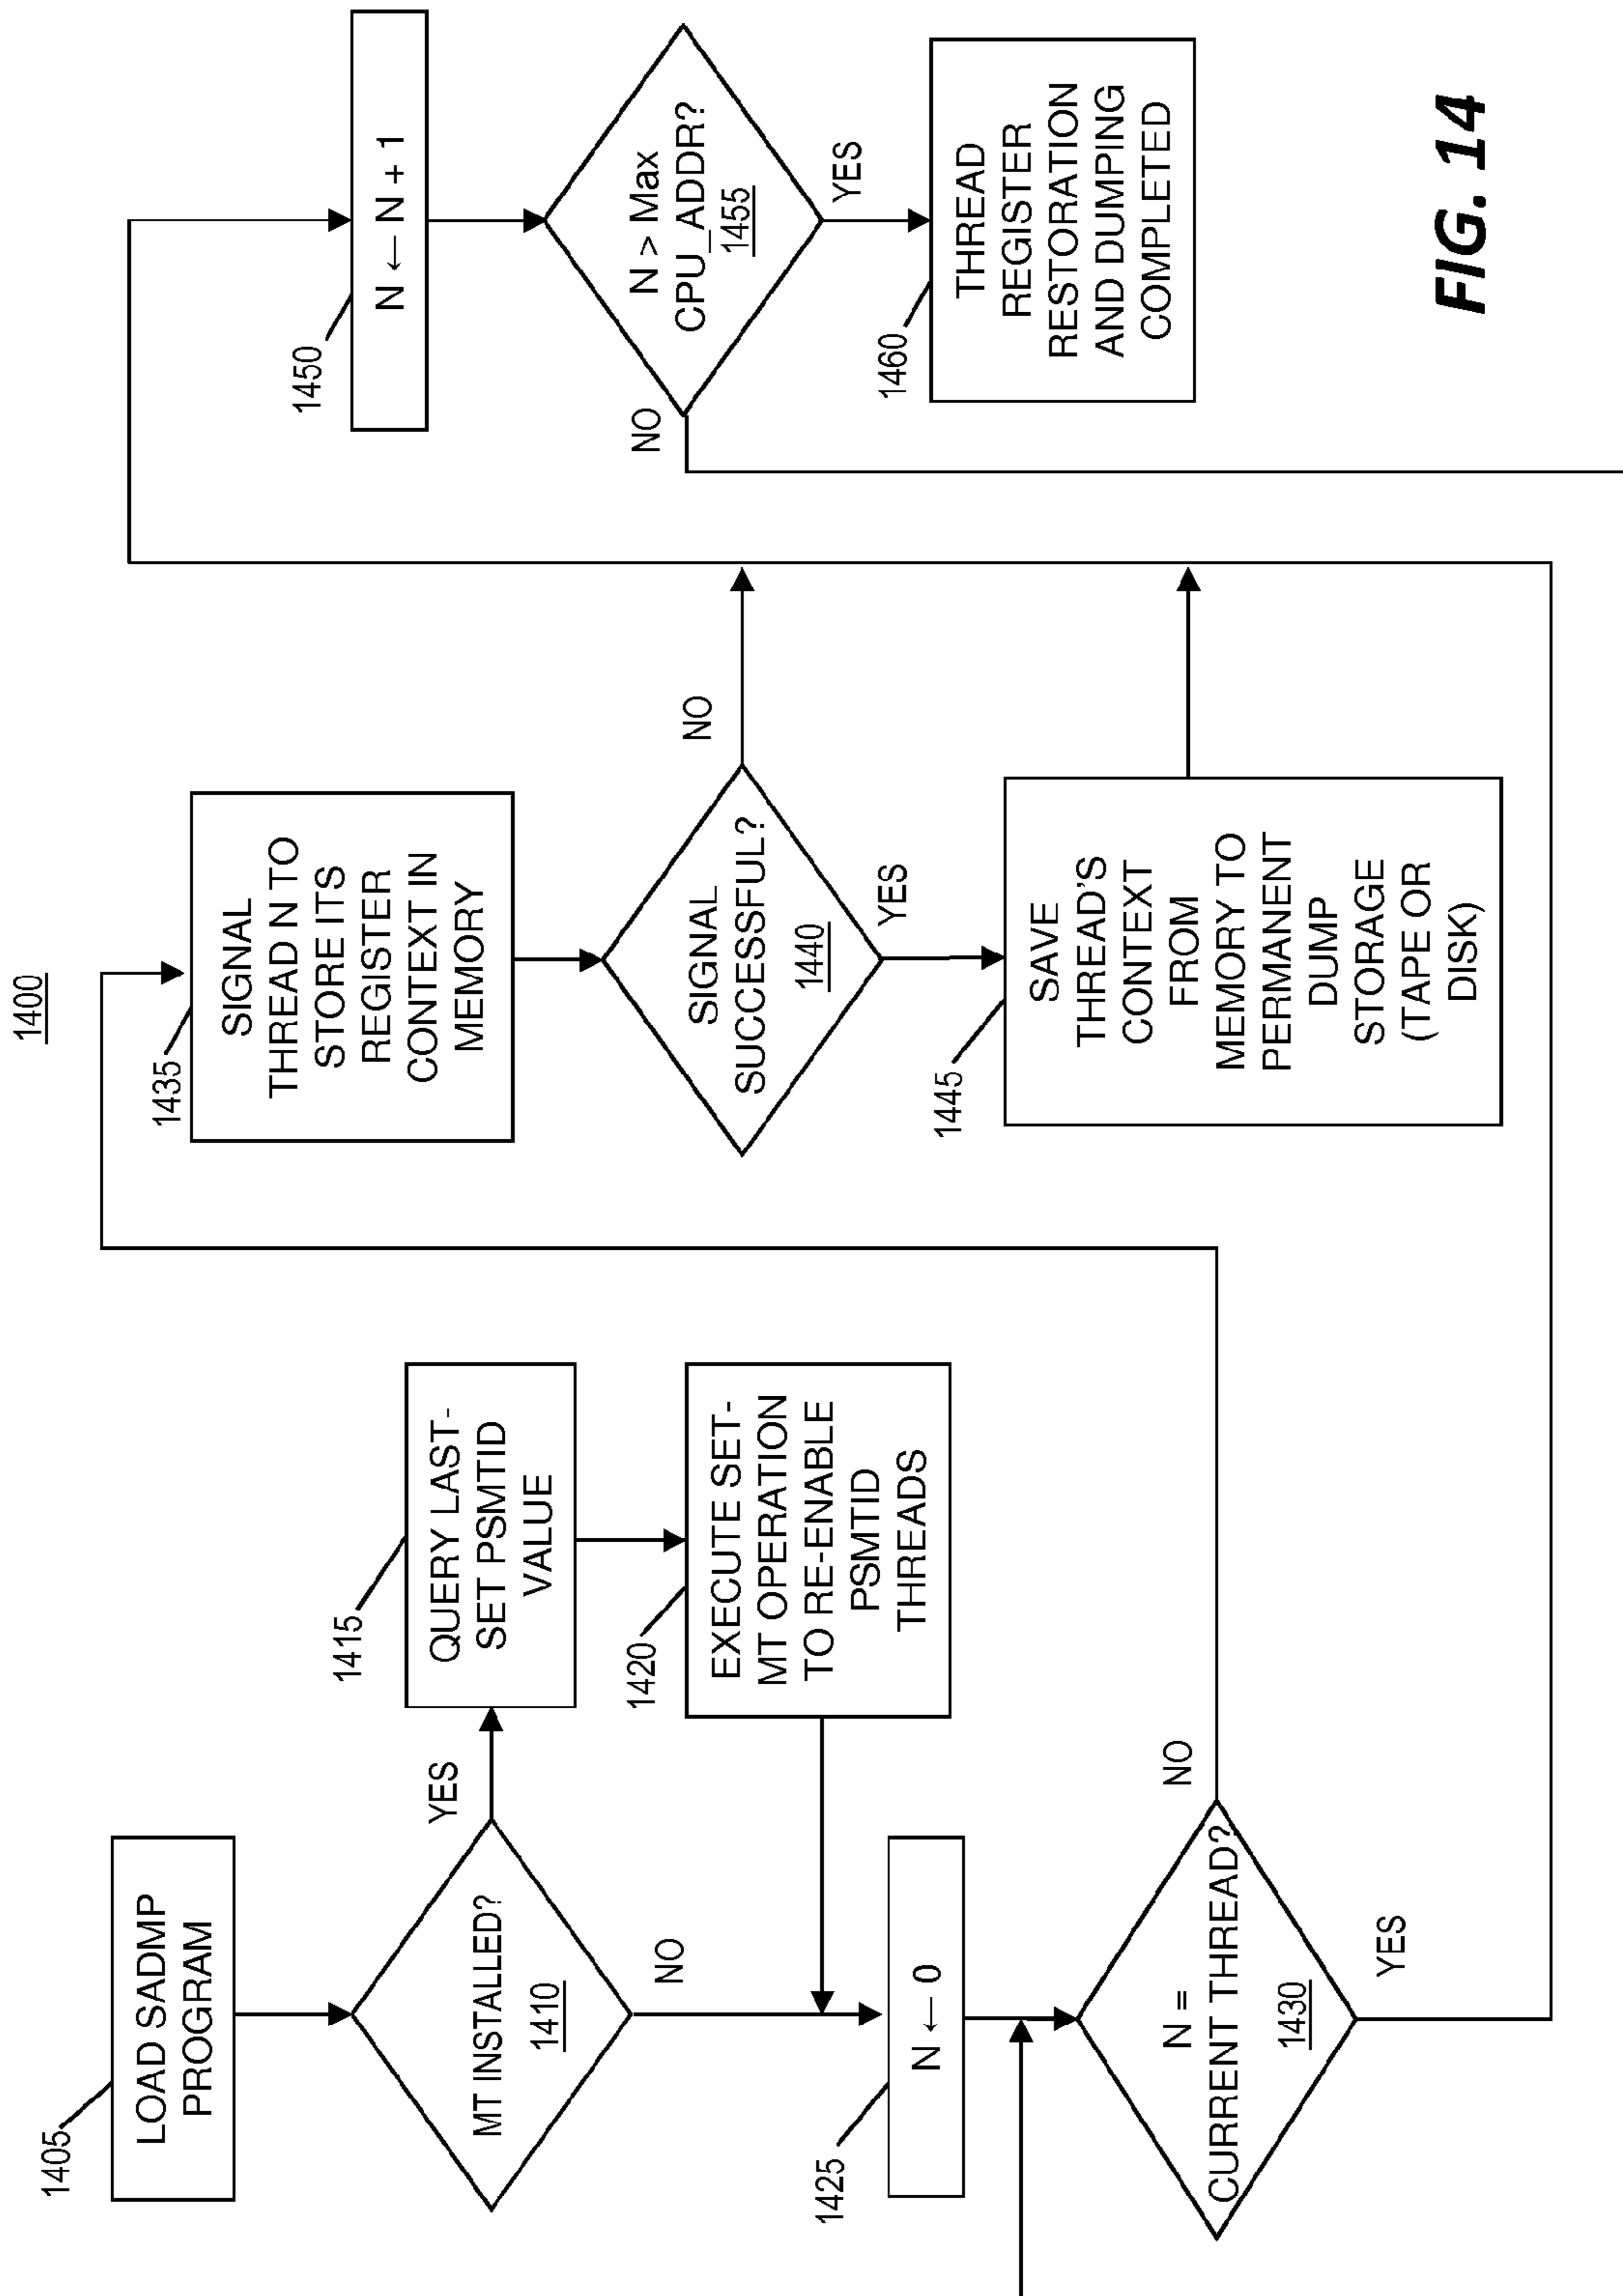 1400
1405
LOAD SADMP
PROGRAM
MT INSTALLED?
1410
YES
NO
1415
QUERY LAST-
SET PSMTID
VALUE
1420
EXECUTE SET-
MT OPERATION
TO RE-ENABLE
PSMTID
THREADS
1425
N ← 0
N =
CURRENT THREAD?
1430
NO
YES
1435
SIGNAL
THREAD N TO
STORE ITS
REGISTER
CONTEXT IN
MEMORY
SIGNAL
SUCCESSFUL?
1440
NO
YES
1445
SAVE
THREAD'S
CONTEXT
FROM
MEMORY TO
PERMANENT
DUMP
STORAGE
(TAPE OR
DISK)
1450
N ← N + 1
N > Max
CPU_ADDR?
1455
NO
YES
1460
THREAD
REGISTER
RESTORATION
AND DUMPING
COMPLETED
FIG. 14